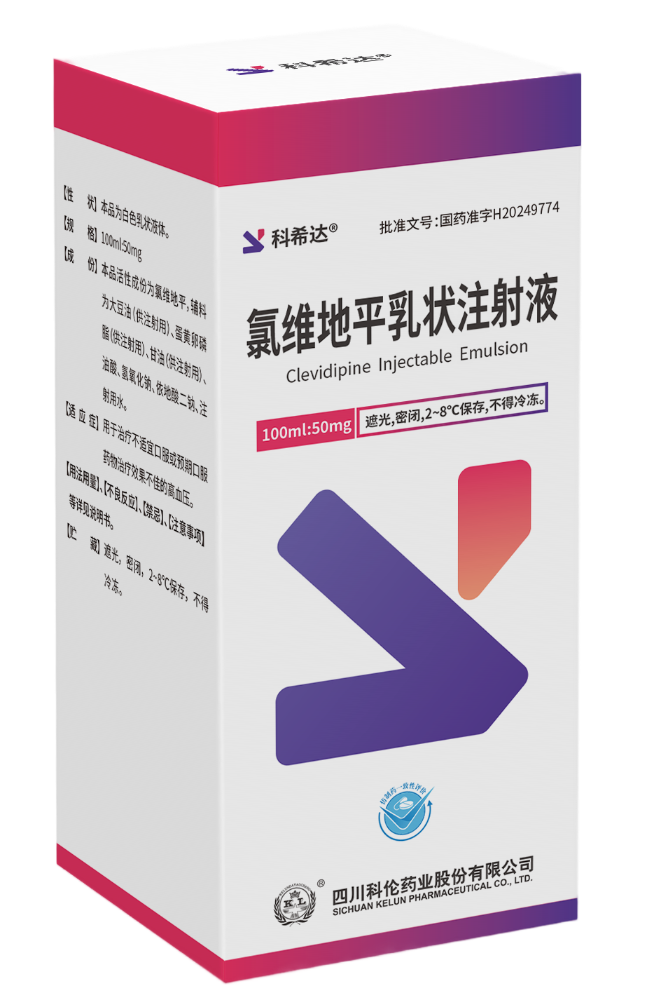 科希达®
【性 状】本品为白色乳状液体。
【规 格】100ml:50mg
【成 份】本品活性成份为氯维地平,辅料
为大豆油(供注射用)、蛋黄卵磷
脂(供注射用)、甘油(供注射用)、
油酸、氢氧化钠、依地酸二钠、注
射用水。
【适应症】用于治疗不适宜口服或预期口服
药物治疗效果不佳的高血压。
【用法用量】、【不良反应】、【禁忌】、【注意事项】
等详见说明书。
【贮 藏】遮光，密闭，2~8℃保存，不得
冷冻。
科希达®
批准文号:国药准字H20249774
氯维地平乳状注射液
Clevidipine Injectable Emulsion
100ml:50mg
遮光,密闭,2~8℃保存,不得冷冻。
仿制药一致性评价
KL
®
四川科伦药业股份有限公司
SICHUAN KELUN PHARMACEUTICAL CO., LTD.